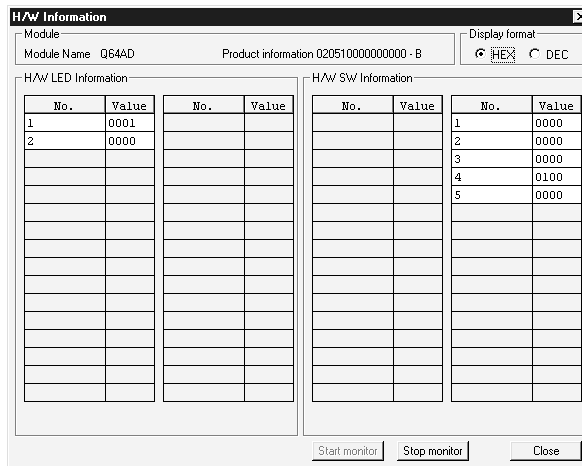 H/W Information
Module
Module Name Q64AD
Product information 020510000000000 - B
Display format
HEX
DEC
H/W LED Information
No. Value No. Value
1 0001
2 0000
H/W SW Information
No. Value No. Value
1 0000
2 0000
3 0000
4 0100
5 0000
Start monitor Stop monitor Close